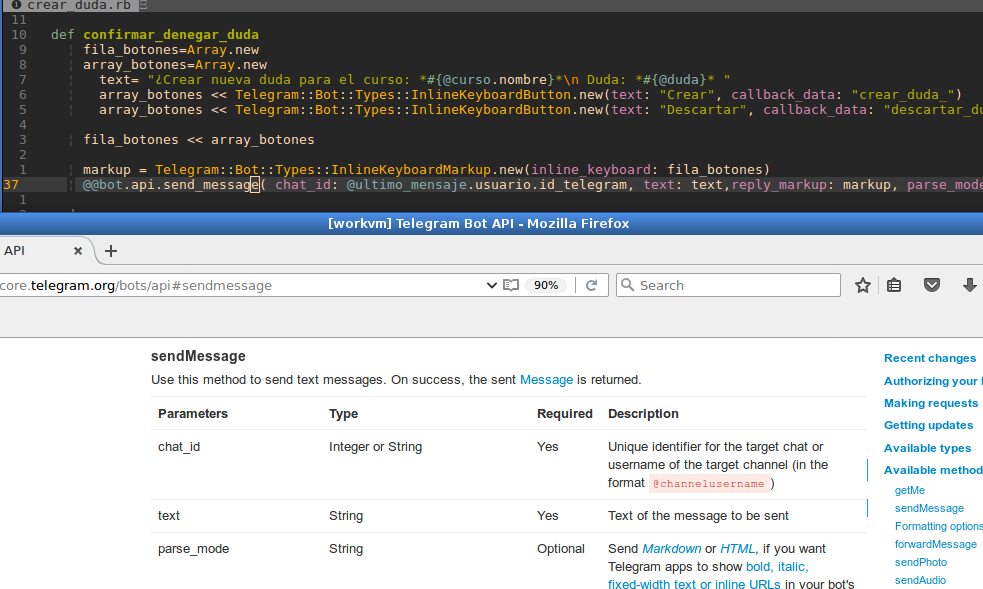 crear_duda.rb
11
10 def confirmar_denegar_duda
9 fila_botones=Array.new
8 array_botones=Array.new
7 text= "¿Crear nueva duda para el curso: *#{@curso.nombre}*\n Duda: *#{@duda}* "
6 array_botones << Telegram::Bot::Types::InlineKeyboardButton.new(text: "Crear", callback_data: "crear_duda_")
5 array_botones << Telegram::Bot::Types::InlineKeyboardButton.new(text: "Descartar", callback_data: "descartar_du
4
3 fila_botones << array_botones
2
1 markup = Telegram::Bot::Types::InlineKeyboardMarkup.new(inline_keyboard: fila_botones)
37 @@bot.api.send_message( chat_id: @ultimo_mensaje.usuario.id_telegram, text: text,reply_markup: markup, parse_mode
1
[workvm] Telegram Bot API - Mozilla Firefox
API
core.telegram.org/bots/api#sendmessage 90% Search
sendMessage
Use this method to send text messages. On success, the sent Message is returned.
Parameters Type Required Description
chat_id Integer or String Yes Unique identifier for the target chat or
username of the target channel (in the
format @channelusername )
text String Yes Text of the message to be sent
parse_mode String Optional Send Markdown or HTML, if you want
Telegram apps to show bold, italic,
fixed-width text or inline URLs in your bot's
Recent changes
Authorizing your
Making requests
Getting updates
Available types
Available method
getMe
sendMessage
Formatting options
forwardMessage
sendPhoto
sendAudio